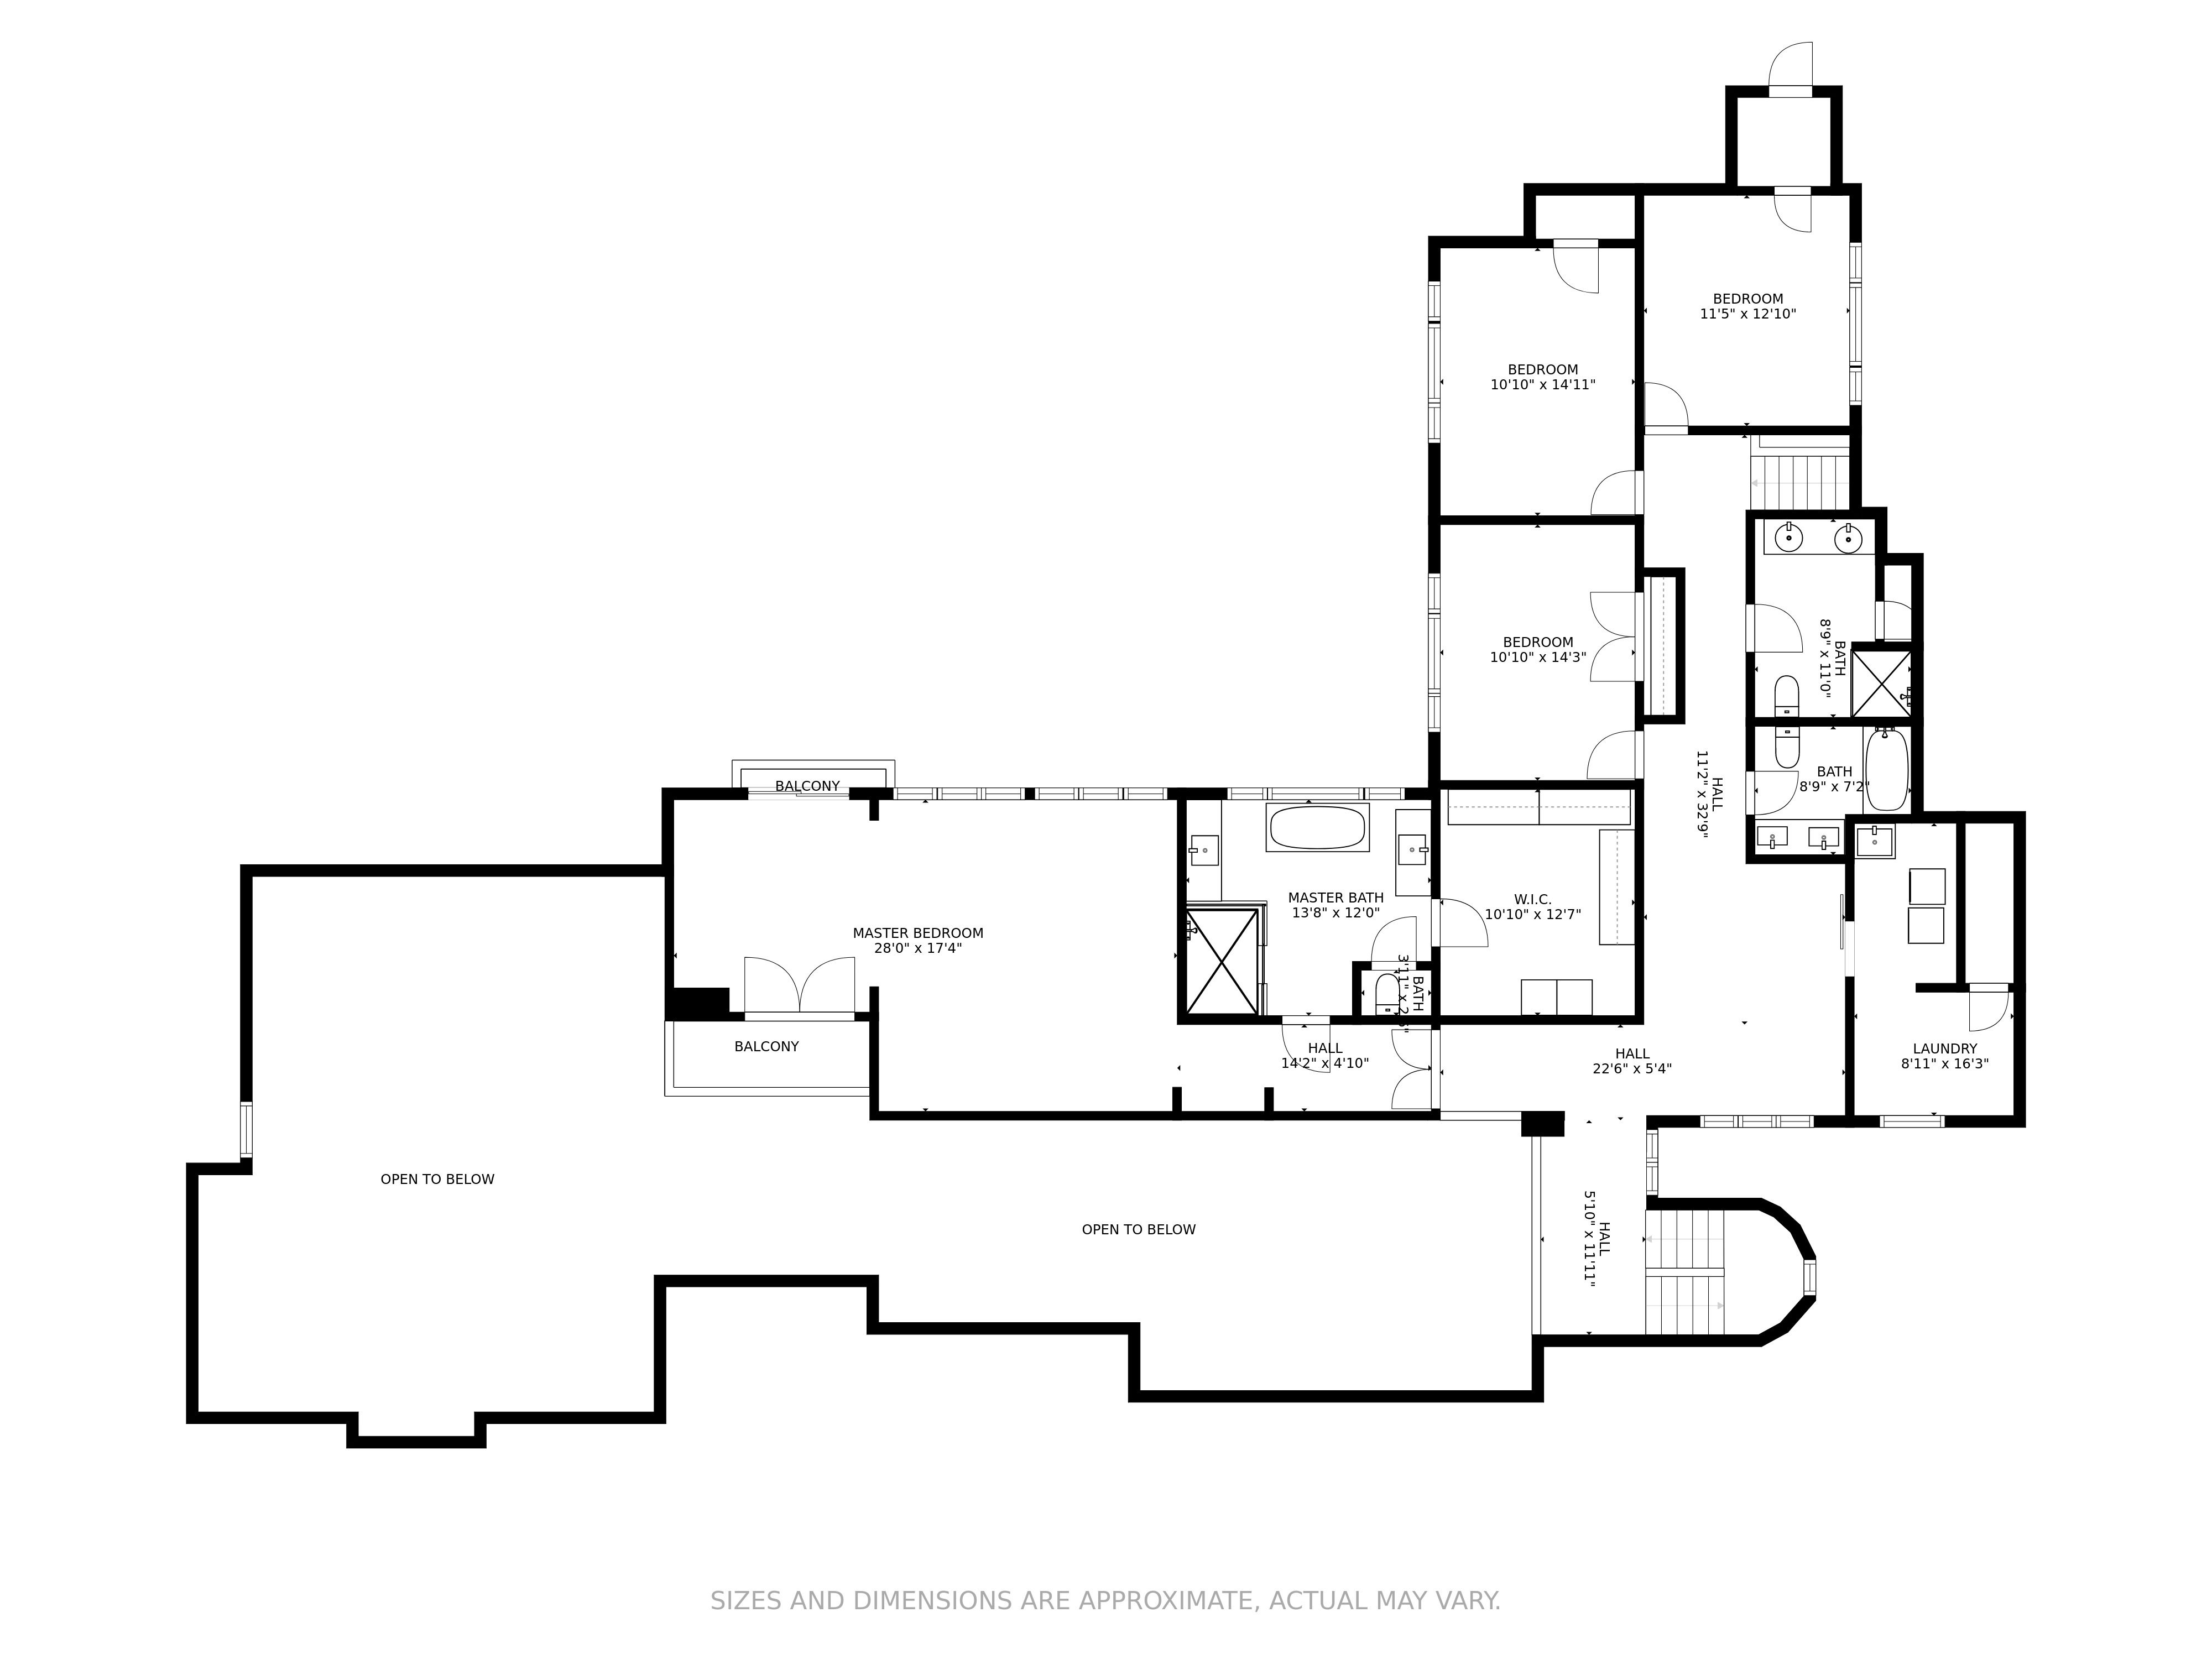 BEDROOM
11'5" x 12'10"
BEDROOM
10'10" x 14'11"
BEDROOM
10'10" x 14'3"
BATH
8'9" x 11'0"
HALL
11'2" x 32'9"
BATH
8'9" x 7'2"
BALCONY
MASTER BEDROOM
28'0" x 17'4"
MASTER BATH
13'8" x 12'0"
W.I.C.
10'10" x 12'7"
BATH
3'11" x 2'6"
BALCONY
HALL
14'2" x 4'10"
HALL
22'6" x 5'4"
LAUNDRY
8'11" x 16'3"
OPEN TO BELOW
OPEN TO BELOW
HALL
5'10" x 11'11"
SIZES AND DIMENSIONS ARE APPROXIMATE, ACTUAL MAY VARY.